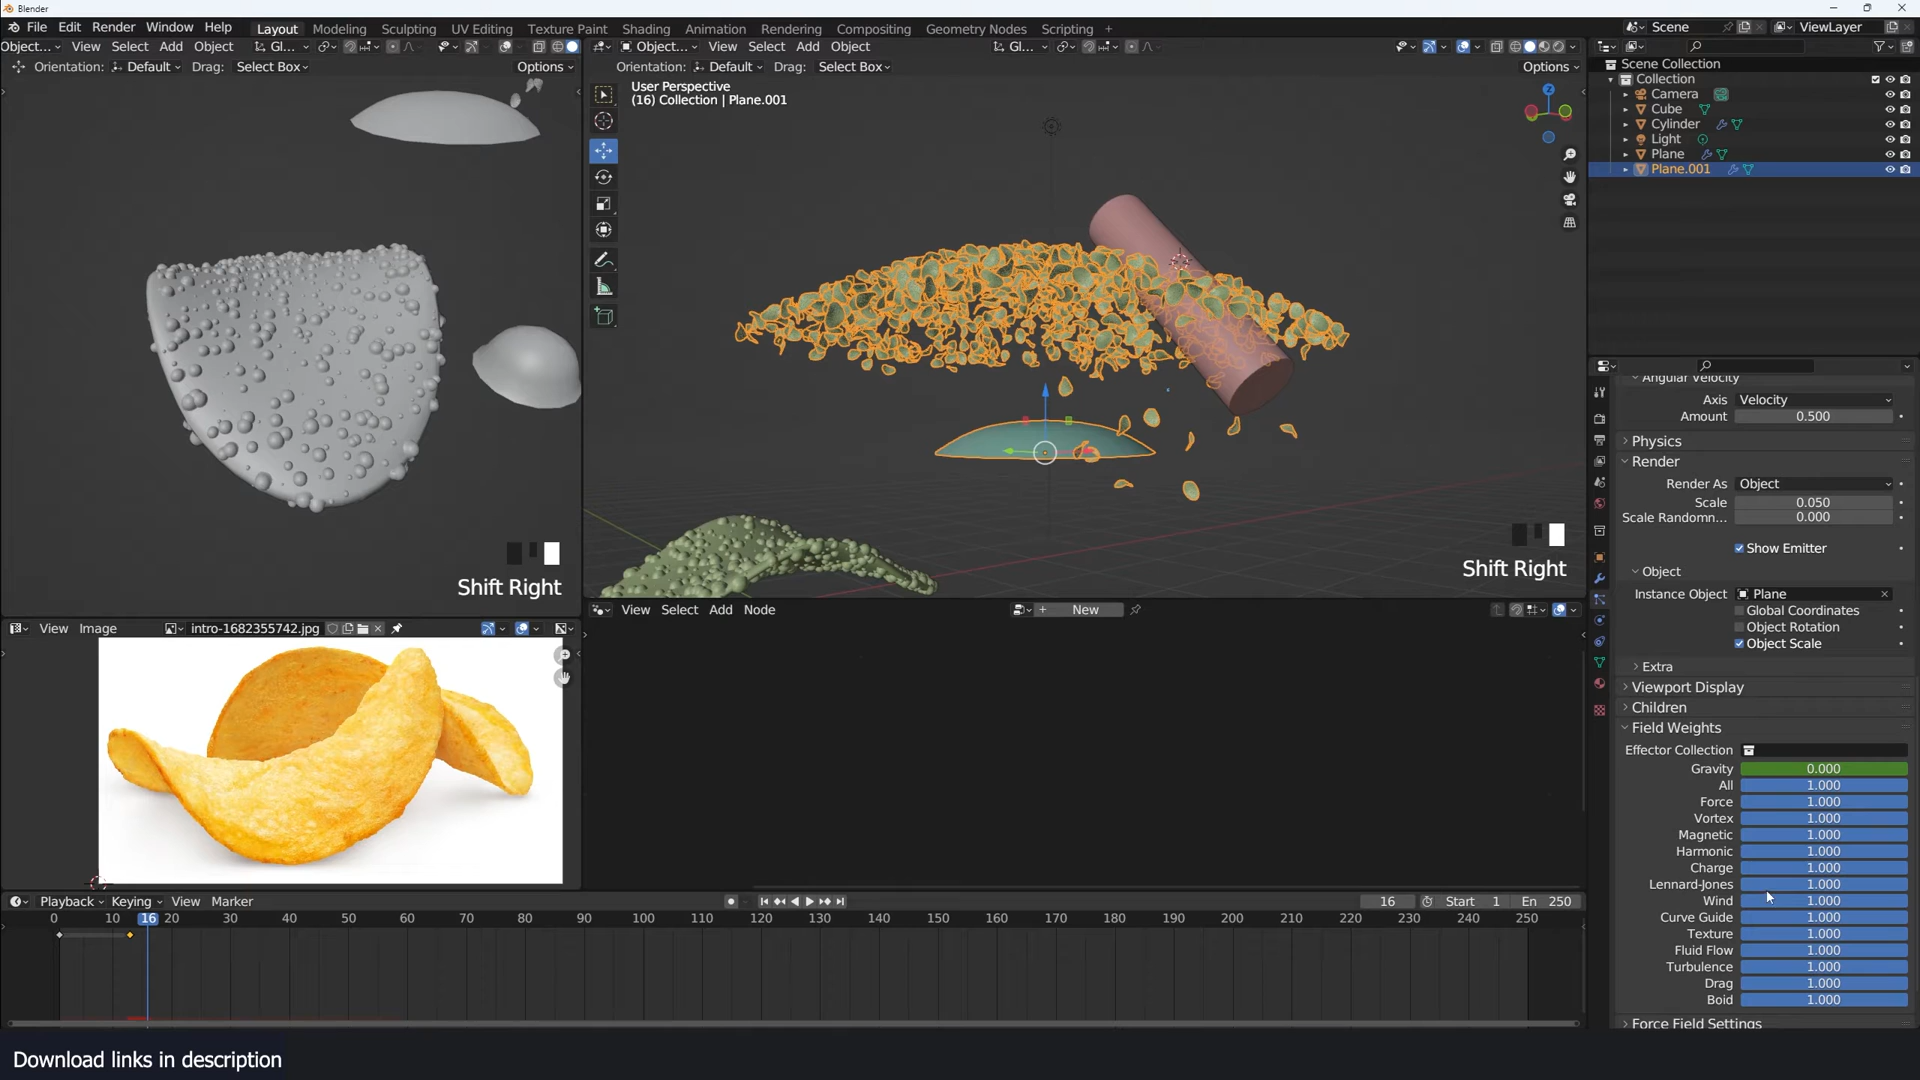 Blender
File Edit Render Window Help Layout Modeling Sculpting UV Editing Texture Paint Shading Animation Rendering Compositing Geometry Nodes Scripting + Scene ViewLayer
Object... View Select Add Object Gl...
Orientation: Default Drag: Select Box Options
Shift Right
Object... View Select Add Object Gl...
Orientation: Default Drag: Select Box Options
User Perspective
(16) Collection | Plane.001
Z
Shift Right
View Select Add Node + New
View Image intro-1682355742.jpg
Playback Keying View Marker 16 Start 1 En 250
0 10 16 20 30 40 50 60 70 80 90 100 110 120 130 140 150 160 170 180 190 200 210 220 230 240 250
Scene Collection
Collection
Camera
Cube
Cylinder
Light
Plane
Plane.001
Angular Velocity
Axis Velocity
Amount 0.500
Physics
Render
Render As Object
Scale 0.050
Scale Randomn... 0.000
Show Emitter
Object
Instance Object Plane
Global Coordinates
Object Rotation
Object Scale
Extra
Viewport Display
Children
Field Weights
Effector Collection
Gravity 0.000
All 1.000
Force 1.000
Vortex 1.000
Magnetic 1.000
Harmonic 1.000
Charge 1.000
Lennard-Jones 1.000
Wind 1.000
Curve Guide 1.000
Texture 1.000
Fluid Flow 1.000
Turbulence 1.000
Drag 1.000
Boid 1.000
Force Field Settings
Download links in description